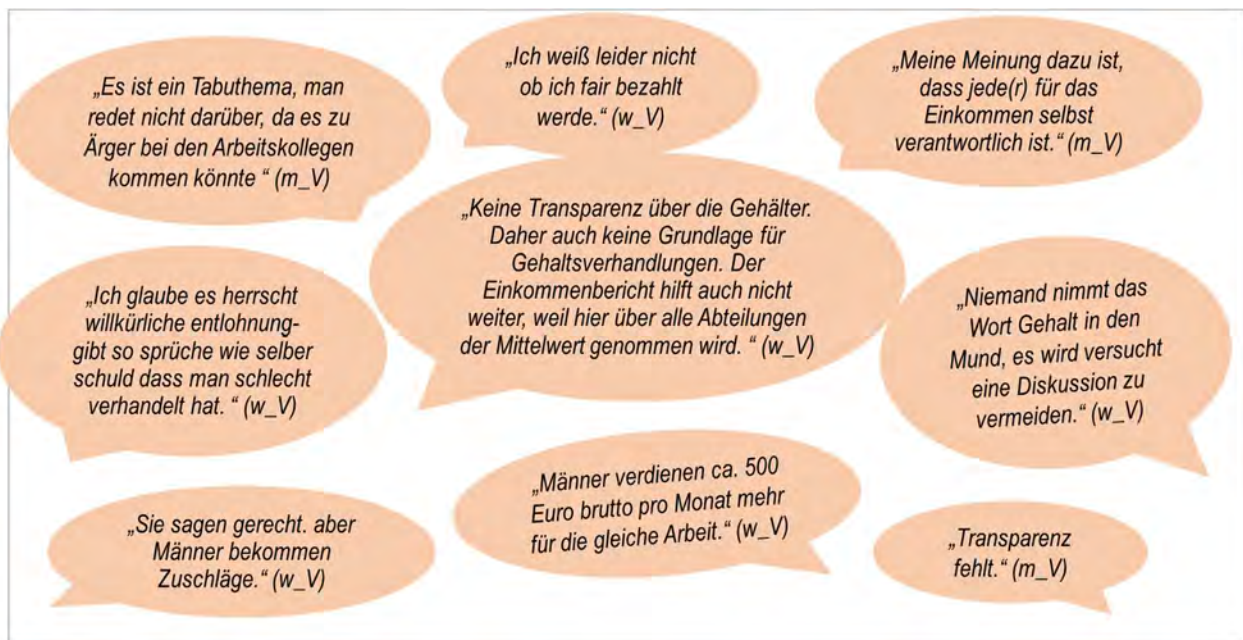 „Es ist ein Tabuthema, man
redet nicht darüber, da es zu
Ärger bei den Arbeitskollegen
kommen könnte “ (m_V)
„Ich weiß leider nicht
ob ich fair bezahlt
werde.“ (w_V)
„Meine Meinung dazu ist,
dass jede(r) für das
Einkommen selbst
verantwortlich ist.“ (m_V)
„Keine Transparenz über die Gehälter.
Daher auch keine Grundlage für
Gehaltsverhandlungen. Der
Einkommenbericht hilft auch nicht
weiter, weil hier über alle Abteilungen
der Mittelwert genommen wird. “ (w_V)
„Ich glaube es herrscht
willkürliche entlohnung-
gibt so sprüche wie selber
schuld dass man schlecht
verhandelt hat. “ (w_V)
„Niemand nimmt das
Wort Gehalt in den
Mund, es wird versucht
eine Diskussion zu
vermeiden.“ (w_V)
„Männer verdienen ca. 500
Euro brutto pro Monat mehr
für die gleiche Arbeit.“ (w_V)
„Sie sagen gerecht. aber
Männer bekommen
Zuschläge.“ (w_V)
„Transparenz
fehlt.“ (m_V)